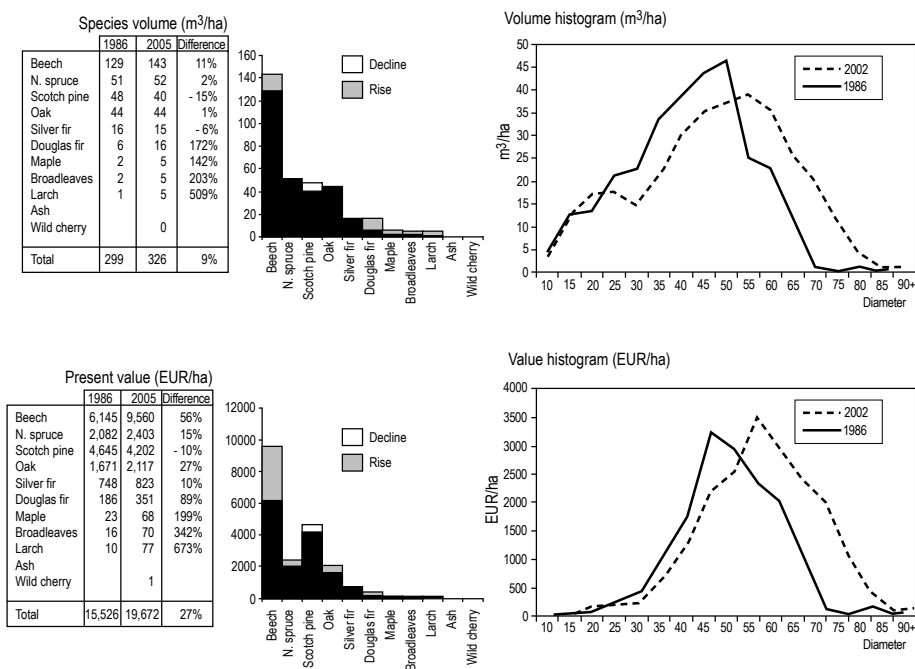 Species volume (m³/ha)
1986 2005 Difference
Beech 129 143 11%
N. spruce 51 52 2%
Scotch pine 48 40 - 15%
Oak 44 44 1%
Silver fir 16 15 - 6%
Douglas fir 6 16 172%
Maple 2 5 142%
Broadleaves 2 5 203%
Larch 1 5 509%
Ash
Wild cherry 0
Total 299 326 9%
160
140
120
100
80
60
40
20
0
Decline
Rise
Beech
N. spruce
Scotch pine
Oak
Silver fir
Douglas fir
Maple
Broadleaves
Larch
Ash
Wild cherry
Volume histogram (m³/ha)
m³/ha
50
45
40
35
30
25
20
15
10
5
0
2002
1986
10 15 20 25 30 35 40 45 50 55 60 65 70 75 80 85 90+
Diameter
Present value (EUR/ha)
1986 2005 Difference
Beech 6,145 9,560 56%
N. spruce 2,082 2,403 15%
Scotch pine 4,645 4,202 - 10%
Oak 1,671 2,117 27%
Silver fir 748 823 10%
Douglas fir 186 351 89%
Maple 23 68 199%
Broadleaves 16 70 342%
Larch 10 77 673%
Ash
Wild cherry 1
Total 15,526 19,672 27%
12000
10000
8000
6000
4000
2000
0
Decline
Rise
Beech
N. spruce
Scotch pine
Oak
Silver fir
Douglas fir
Maple
Broadleaves
Larch
Ash
Wild cherry
Value histogram (EUR/ha)
EUR/ha
4000
3500
3000
2500
2000
1500
1000
500
0
2002
1986
10 15 20 25 30 35 40 45 50 55 60 65 70 75 80 85 90+
Diameter